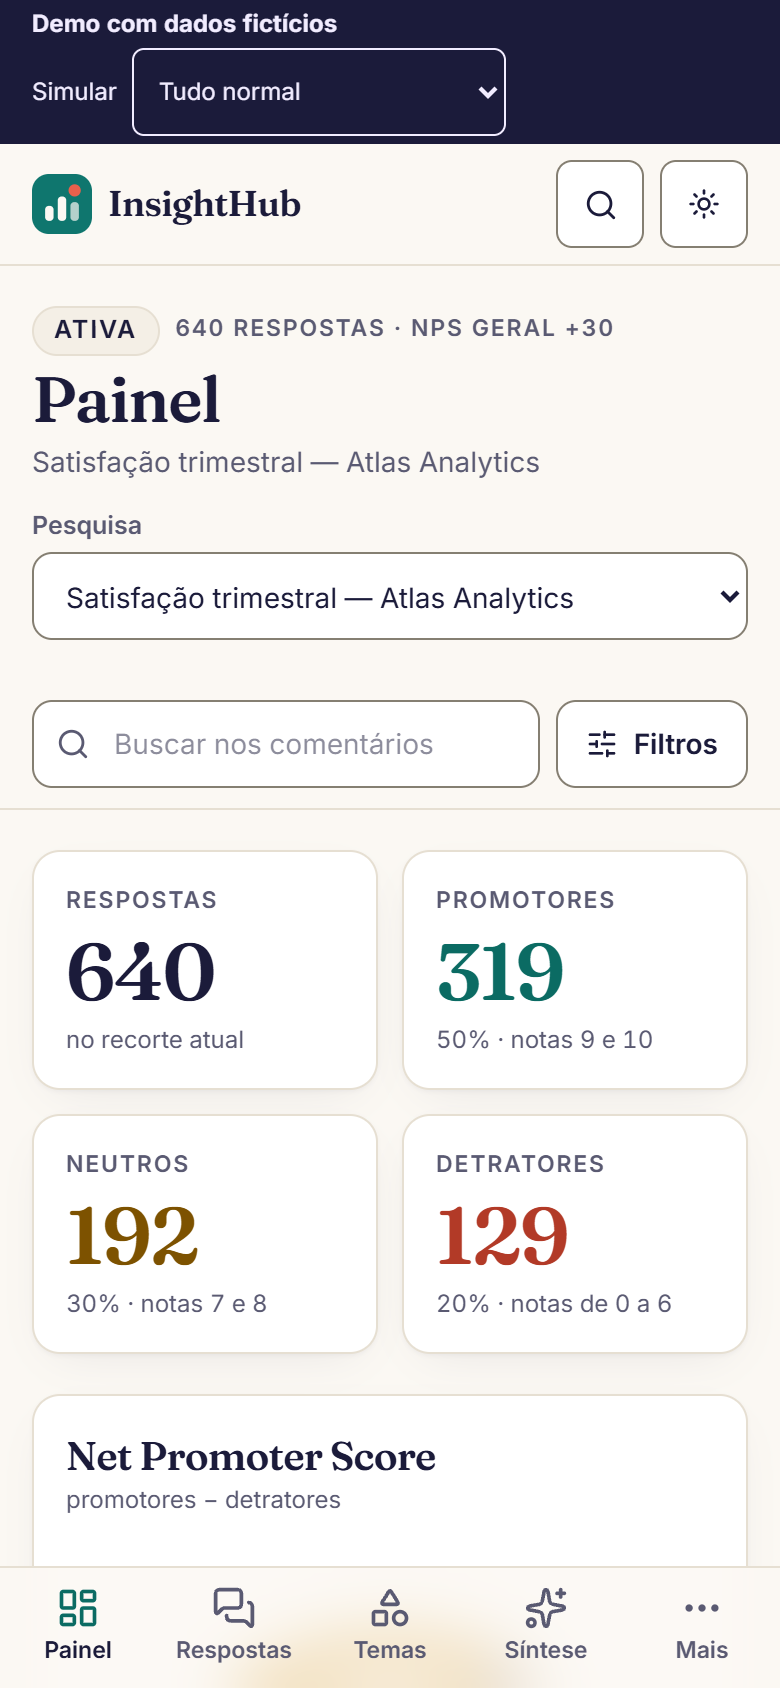 Demo com dados fictícios
Simular
Tudo normal
InsightHub
ATIVA
640 RESPOSTAS · NPS GERAL +30
Painel
Satisfação trimestral — Atlas Analytics
Pesquisa
Satisfação trimestral — Atlas Analytics
Buscar nos comentários
Filtros
RESPOSTAS
640
no recorte atual
PROMOTORES
319
50% · notas 9 e 10
NEUTROS
192
30% · notas 7 e 8
DETRATORES
129
20% · notas de 0 a 6
Net Promoter Score
promotores − detratores
Painel
Respostas
Temas
Síntese
Mais